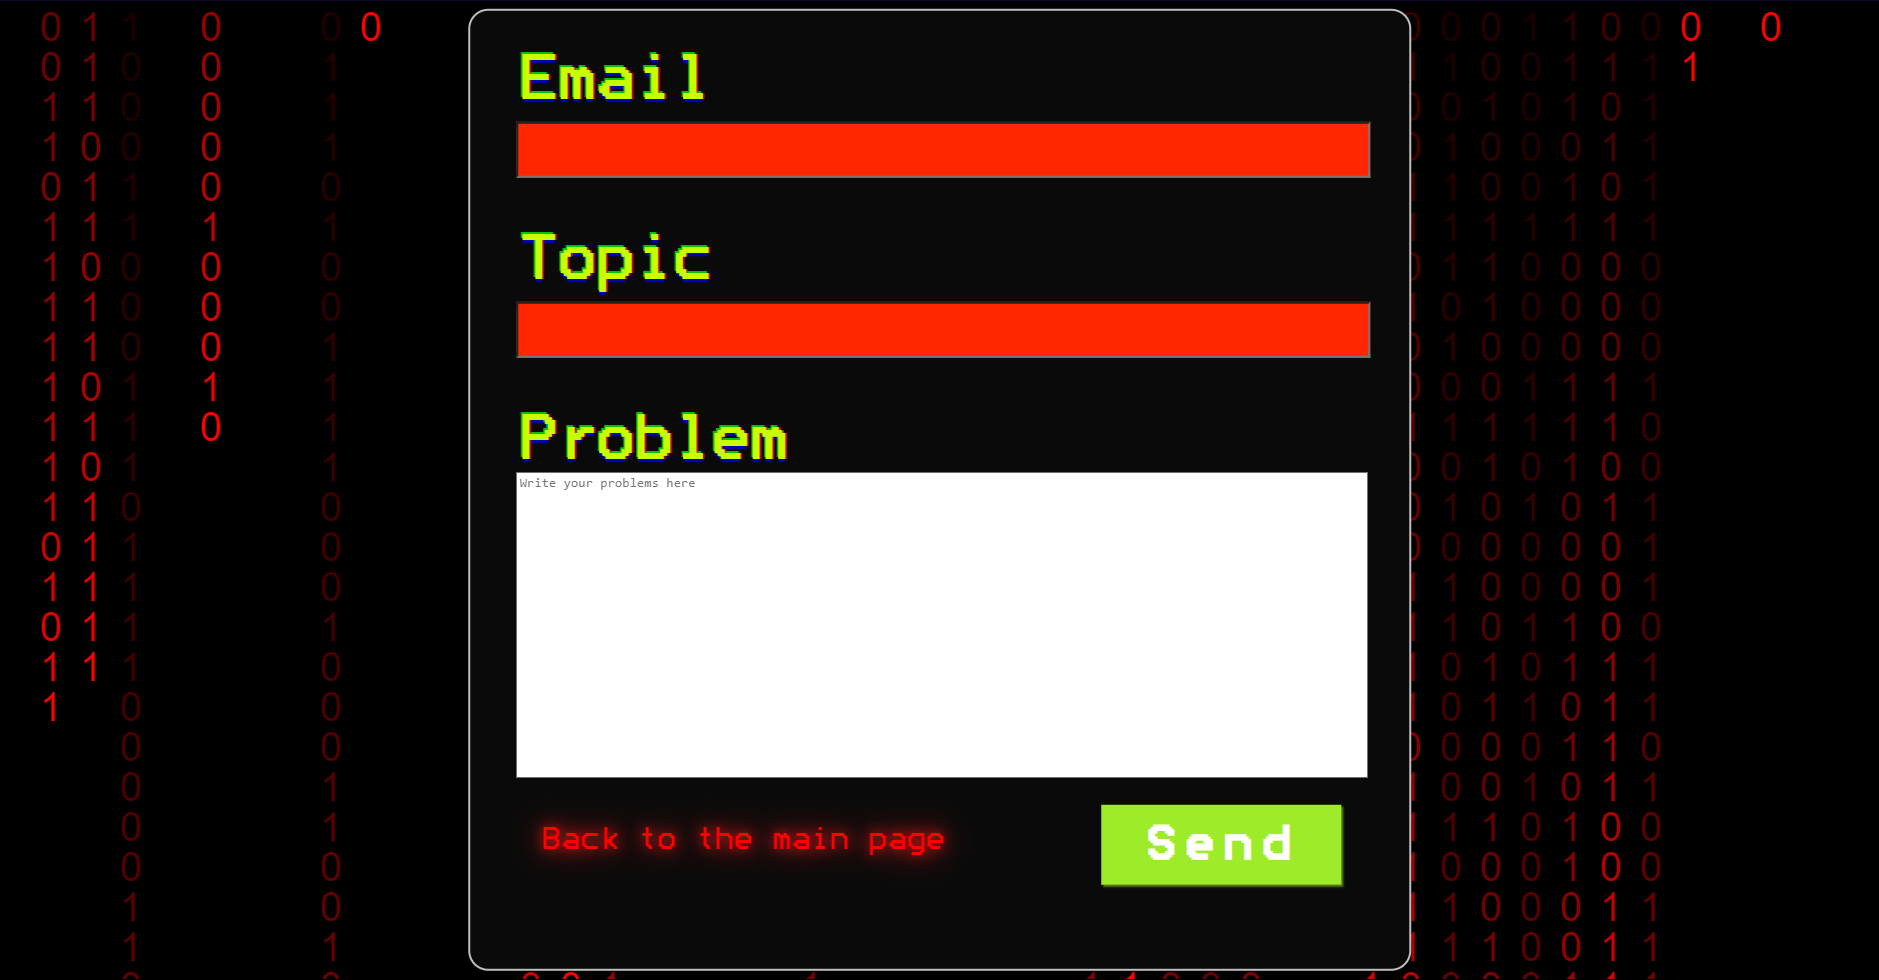 Email
Topic
Problem
Write your problems here
Back to the main page
Send